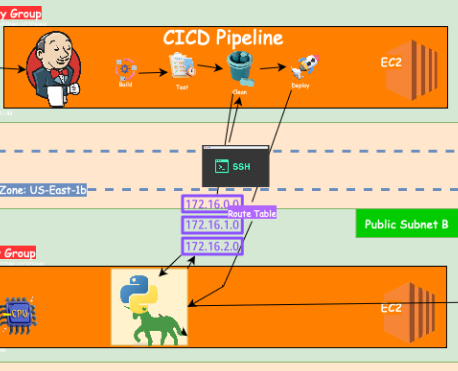 y Group
CICD Pipeline
EC2
Build
Test
Clean
Deploy
SSH
Zone: US-East-1b
172.16.0.0
Route Table
172.16.1.0
172.16.2.0
Public Subnet B
Group
CPU
EC2